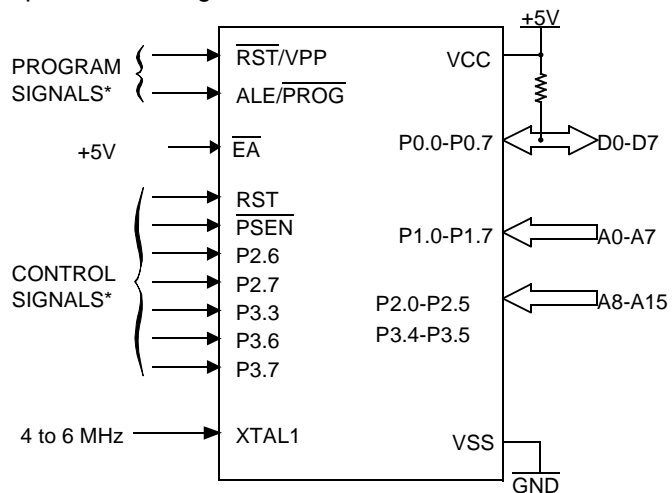 +5V
PROGRAM
SIGNALS*
RST/VPP
ALE/PROG
VCC
+5V
EA
P0.0-P0.7
D0-D7
CONTROL
SIGNALS*
RST
PSEN
P2.6
P2.7
P3.3
P3.6
P3.7
P1.0-P1.7
A0-A7
P2.0-P2.5
P3.4-P3.5
A8-A15
4 to 6 MHz
XTAL1
VSS
GND